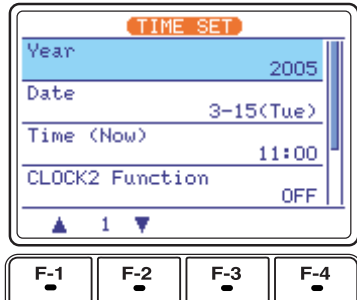 TIME SET
Year
2005
Date
3-15(Tue)
Time (Now)
11:00
CLOCK2 Function
OFF
▲ 1 ▼
F-1 F-2 F-3 F-4